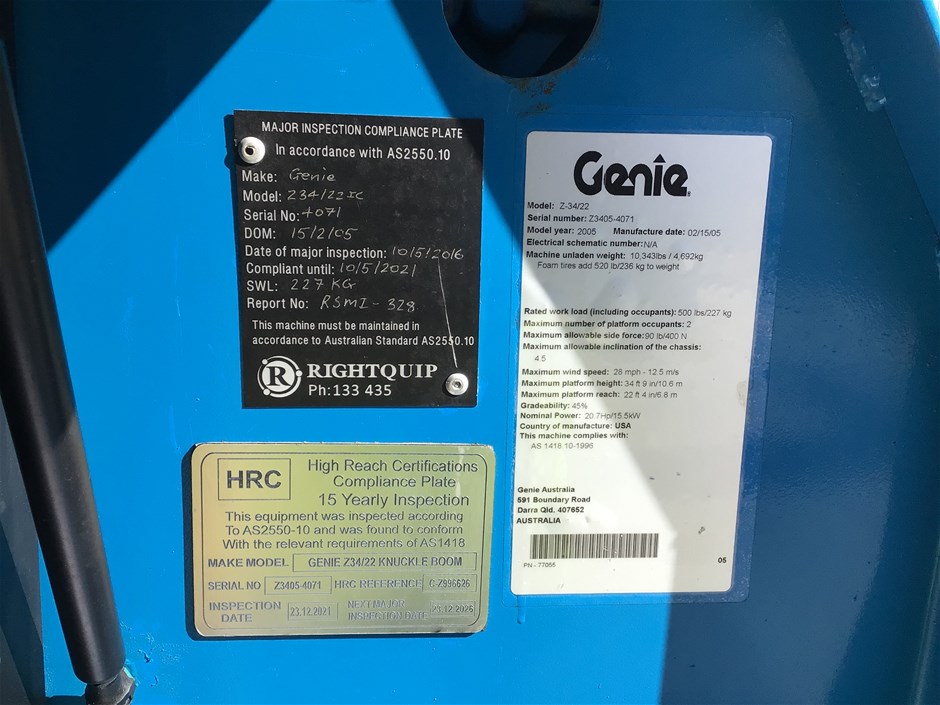 MAJOR INSPECTION COMPLIANCE PLATE
In accordance with AS2550.10
Make: Genie
Model: Z34/22IC
Serial No: 4071
DOM: 15/2/05
Date of major inspection: 10/5/2016
Compliant until: 10/5/2021
SWL: 227 KG
Report No: RSMI-328
This machine must be maintained in
accordance to Australian Standard AS2550.10
R RIGHTQUIP
Ph: 133 435
HRC
High Reach Certifications
Compliance Plate
15 Yearly Inspection
This equipment was inspected according
To AS2550-10 and was found to conform
With the relevant requirements of AS1418
MAKE MODEL GENIE Z34/22 KNUCKLE BOOM
SERIAL NO Z3405-4071 HRC REFERENCE C-Z996626
INSPECTION DATE 23.12.2021 NEXT MAJOR INSPECTION DATE 23.12.2026
Genie
Model: Z-34/22
Serial number: Z3405-4071
Model year: 2005 Manufacture date: 02/15/05
Electrical schematic number: N/A
Machine unladen weight: 10,343lbs / 4,692kg
Foam tires add 520 lb/236 kg to weight
Rated work load (including occupants): 500 lbs/227 kg
Maximum number of platform occupants: 2
Maximum allowable side force: 90 lb/400 N
Maximum allowable inclination of the chassis:
4.5
Maximum wind speed: 28 mph - 12.5 m/s
Maximum platform height: 34 ft 9 in/10.6 m
Maximum platform reach: 22 ft 4 in/6.8 m
Gradeability: 45%
Nominal Power: 20.7Hp/15.5kW
Country of manufacture: USA
This machine complies with:
AS 1418.10-1996
Genie Australia
591 Boundary Road
Darra Qld. 407652
AUSTRALIA
PN - 77056
05